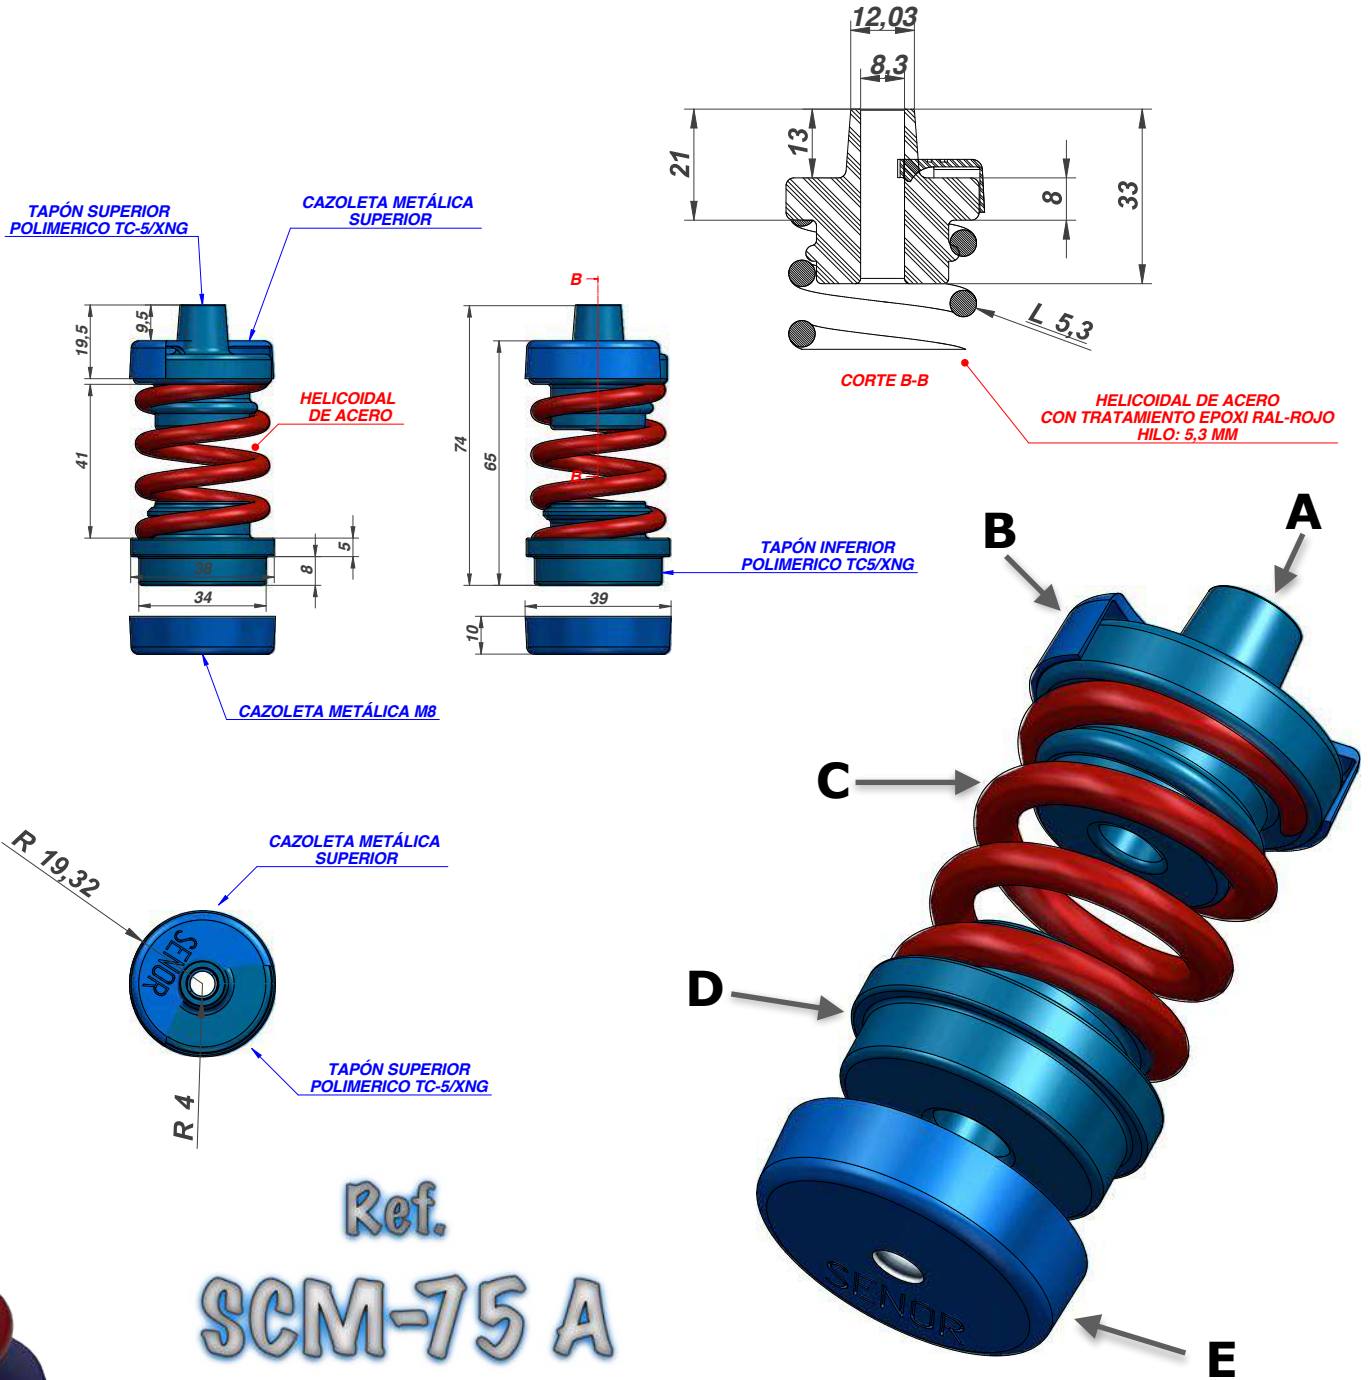 12,03
8,3
21
13
8
33
L 5,3
CORTE B-B
HELICOIDAL DE ACERO
CON TRATAMIENTO EPOXI RAL-ROJO
HILO: 5,3 MM
TAPÓN SUPERIOR
POLIMERICO TC-5/XNG
CAZOLETA METÁLICA
SUPERIOR
19,5
9,5
41
HELICOIDAL
DE ACERO
5
8
38
34
CAZOLETA METÁLICA M8
B
B
74
65
39
10
TAPÓN INFERIOR
POLIMERICO TC5/XNG
R 19,32
CAZOLETA METÁLICA
SUPERIOR
SENOR
R 4
TAPÓN SUPERIOR
POLIMERICO TC-5/XNG
A
B
C
D
E
SENOR
Ref.
SCM-75 A